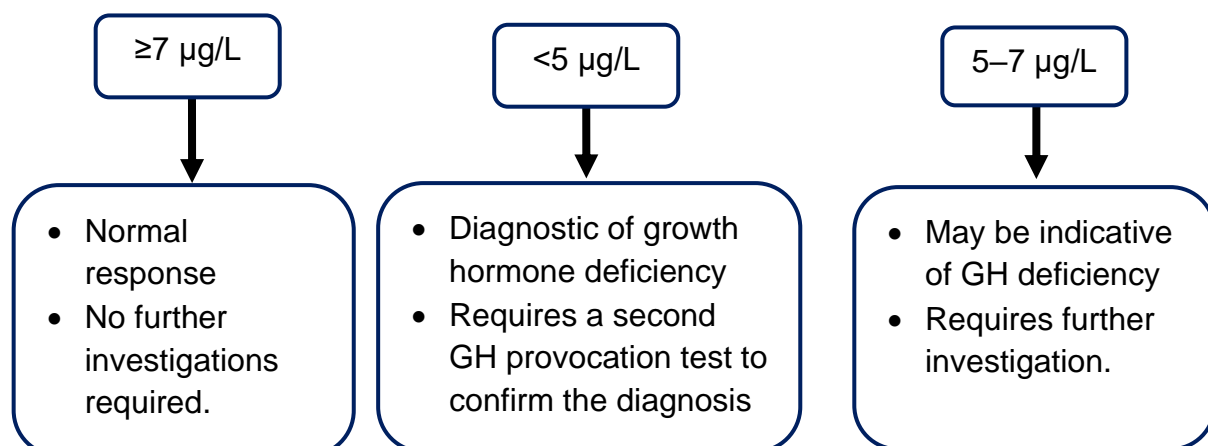 ≥7 µg/L
• Normal
response
• No further
investigations
required.
<5 µg/L
• Diagnostic of growth
hormone deficiency
• Requires a second
GH provocation test to
confirm the diagnosis
5–7 µg/L
• May be indicative
of GH deficiency
• Requires further
investigation.